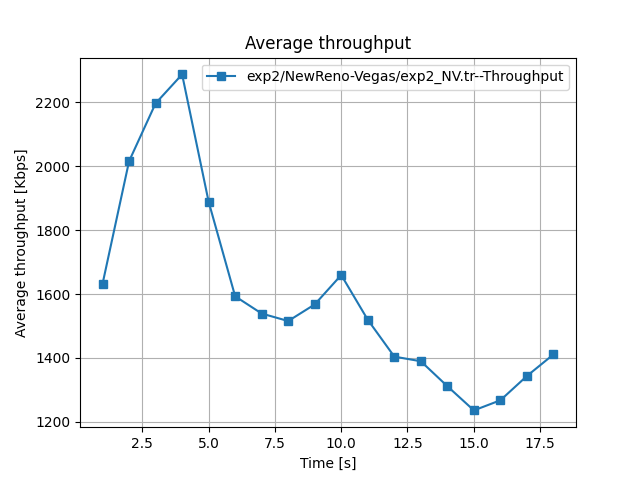 Average throughput
exp2/NewReno-Vegas/exp2_NV.tr--Throughput
Average throughput [Kbps]
2200
2000
1800
1600
1400
1200
2.5 5.0 7.5 10.0 12.5 15.0 17.5
Time [s]